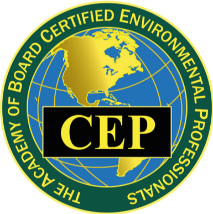 THE ACADEMY OF BOARD CERTIFIED ENVIRONMENTAL PROFESSIONALS
CEP